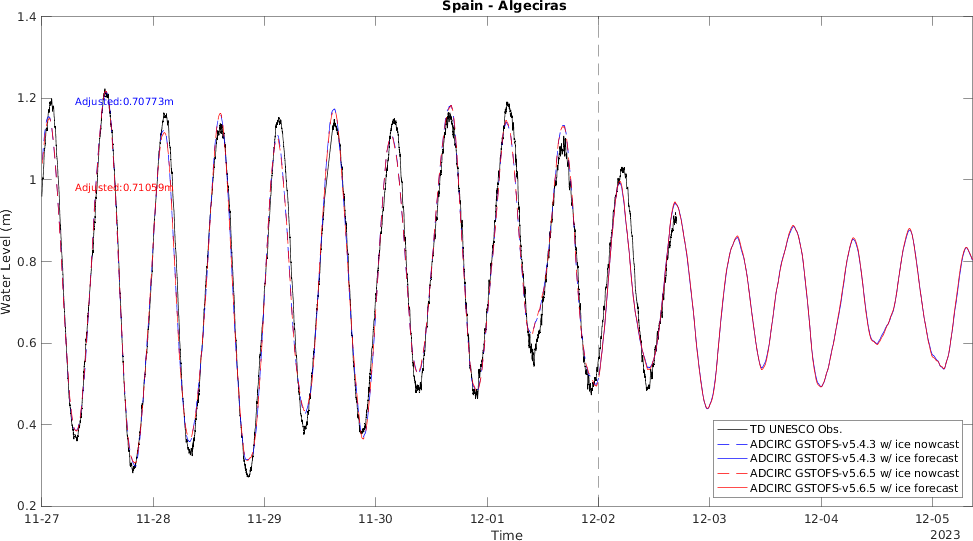 Spain - Algeciras
1.4
1.2
1
0.8
0.6
0.4
0.2
Water Level (m)
Adjusted:0.70773m
Adjusted:0.71059m
TD UNESCO Obs.
ADCIRC GSTOFS-v5.4.3 w/ ice nowcast
ADCIRC GSTOFS-v5.4.3 w/ ice forecast
ADCIRC GSTOFS-v5.6.5 w/ ice nowcast
ADCIRC GSTOFS-v5.6.5 w/ ice forecast
11-27 11-28 11-29 11-30 12-01 12-02 12-03 12-04 12-05
Time
2023